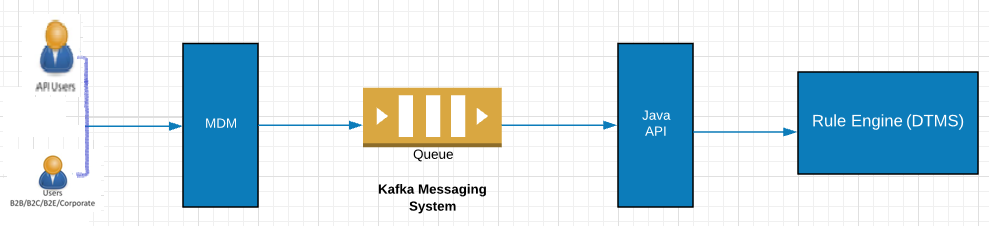 API Users
MDM
Queue
Kafka Messaging
System
Java
API
Rule Engine (DTMS)
Users
B2B/B2C/B2E/Corporate